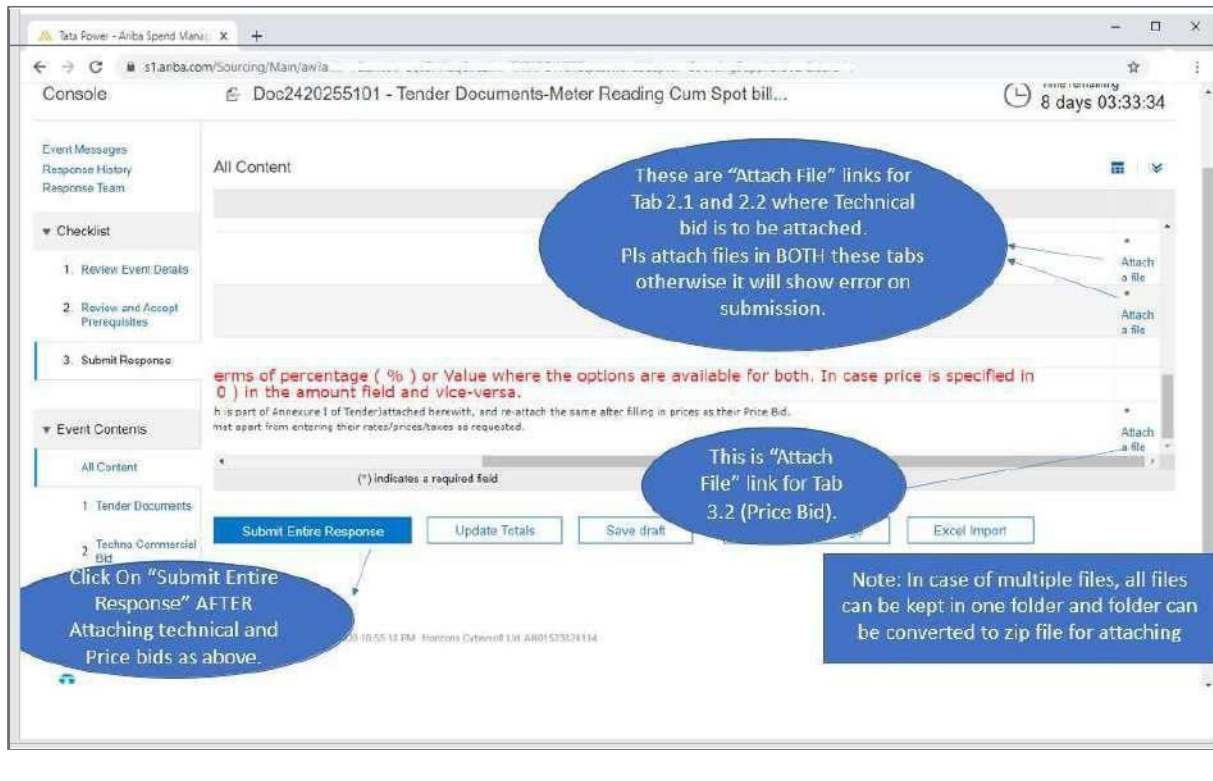 Tata Power - Ariba Spend Mana
s1.ariba.com/Sourcing/Main/aw/a
Console
Doc2420255101 - Tender Documents-Meter Reading Cum Spot bill...
Time remaining
8 days 03:33:34
Event Messages
Response History
Response Team
All Content
These are “Attach File” links for
Tab 2.1 and 2.2 where Technical
bid is to be attached.
Pls attach files in BOTH these tabs
otherwise it will show error on
submission.
Checklist
1. Review Event Details
2. Review and Accept
Prerequisites
3. Submit Response
*
Attach
a file
*
Attach
a file
erms of percentage ( % ) or Value where the options are available for both. In case price is specified in
0 ) in the amount field and vice-versa.
h is part of Annexure I of Tender)attached herewith, and re-attach the same after filling in prices as their Price Bid.
mat apart from entering their rates/prices/taxes as requested.
*
Attach
a file
Event Contents
All Content
1 Tender Documents
2 Techno Commercial
Bid
(*) indicates a required field
This is “Attach
File” link for Tab
3.2 (Price Bid).
Submit Entire Response
Update Totals
Save draft
Excel Import
Click On “Submit Entire
Response” AFTER
Attaching technical and
Price bids as above.
Note: In case of multiple files, all files
can be kept in one folder and folder can
be converted to zip file for attaching